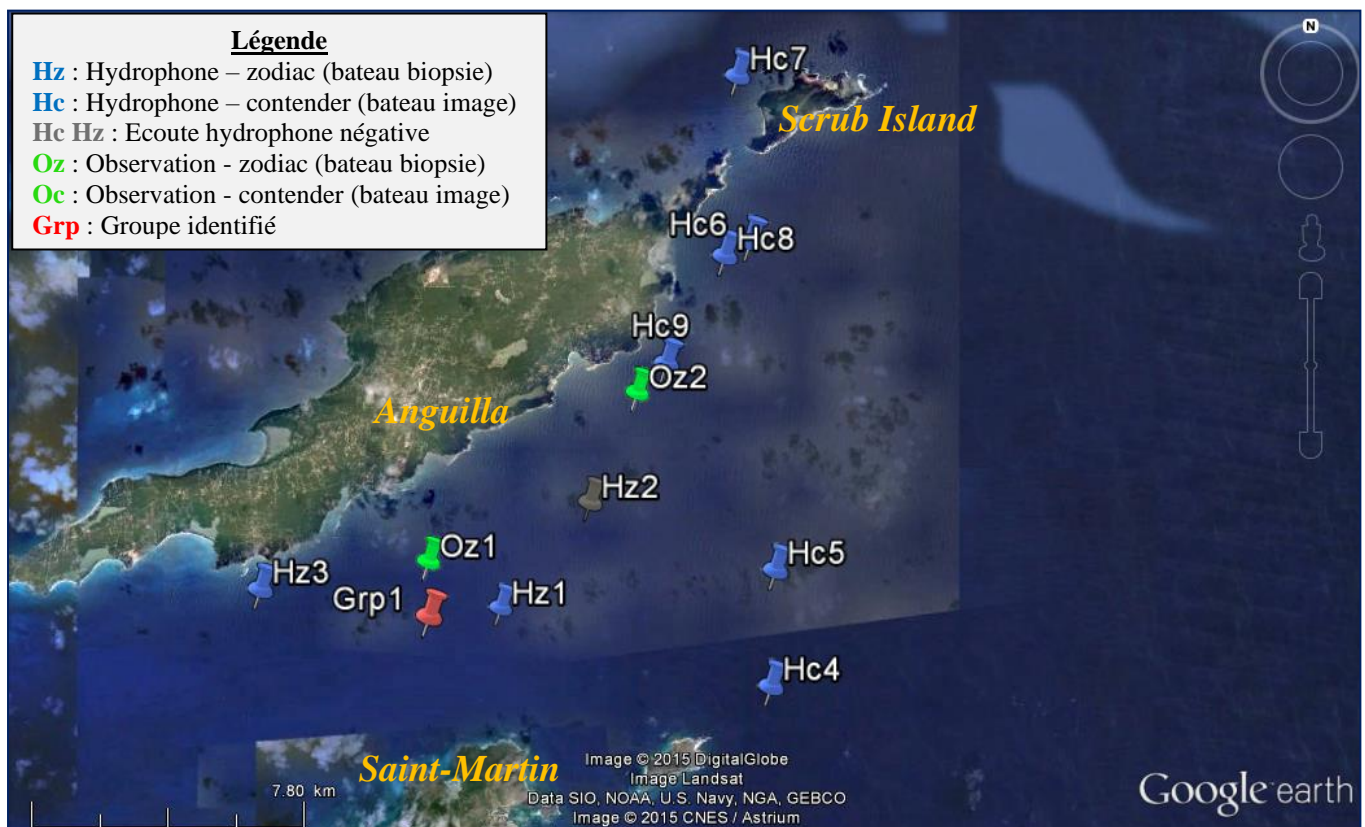 Légende
Hz : Hydrophone – zodiac (bateau biopsie)
Hc : Hydrophone – contender (bateau image)
Hc Hz : Ecoute hydrophone négative
Oz : Observation - zodiac (bateau biopsie)
Oc : Observation - contender (bateau image)
Grp : Groupe identifié
N
Hc7
Scrub Island
Hc6
Hc8
Hc9
Oz2
Anguilla
Hz2
Oz1
Hc5
Hz3
Grp1
Hz1
Hc4
Saint-Martin
7.80 km
Image © 2015 DigitalGlobe
Image Landsat
Data SIO, NOAA, U.S. Navy, NGA, GEBCO
Image © 2015 CNES / Astrium
Google earth